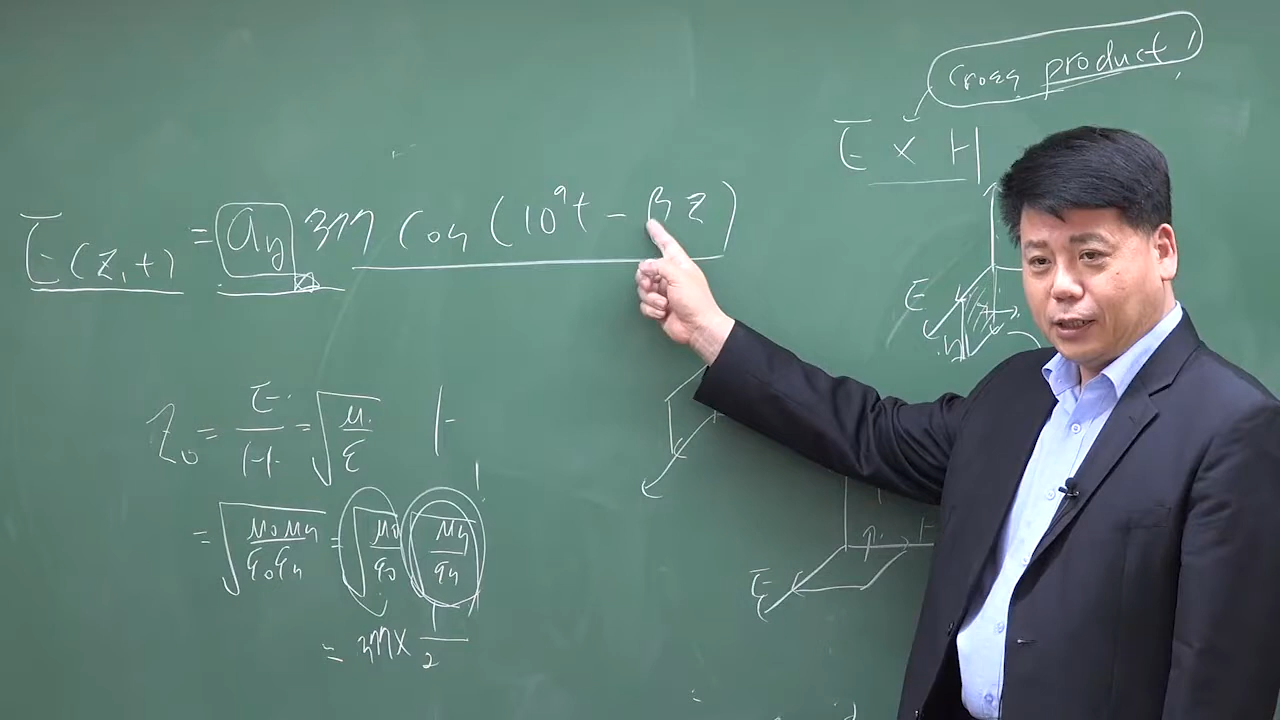 Cross product!
E̅ × H
E̅(z,t) = a_y 377 cos(10⁹t − βz)
E
Z₀ = E/H = √(μ/ε) H
= √(μ₀μᵣ/ε₀εᵣ) = √(μ₀/ε₀) √(μᵣ/εᵣ)
= 377 × 1/2
E̅
H